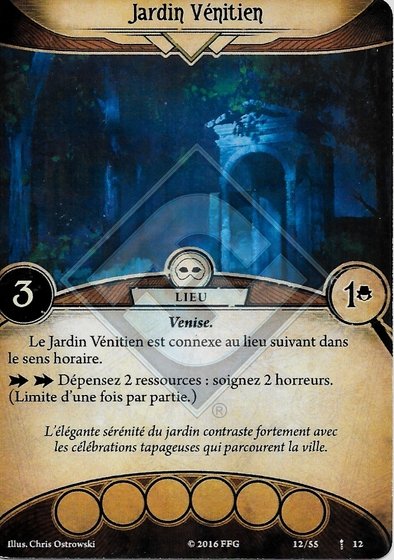 Jardin Vénitien
3
1
LIEU
Venise.
Le Jardin Vénitien est connexe au lieu suivant dans
le sens horaire.
Dépensez 2 ressources : soignez 2 horreurs.
(Limite d'une fois par partie.)
®
L'élégante sérénité du jardin contraste fortement avec
les célébrations tapageuses qui parcourent la ville.
Illus. Chris Ostrowski © 2016 FFG 12/55 12